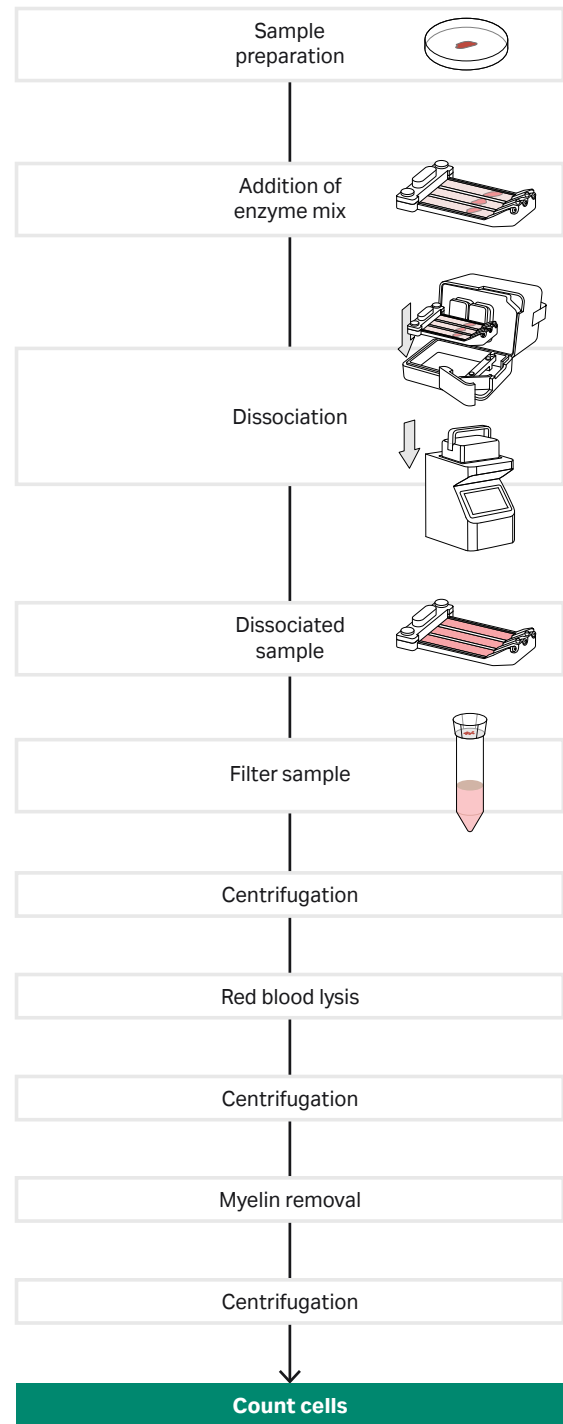 Sample
preparation
Addition of
enzyme mix
Dissociation
Dissociated
sample
Filter sample
Centrifugation
Red blood lysis
Centrifugation
Myelin removal
Centrifugation
Count cells